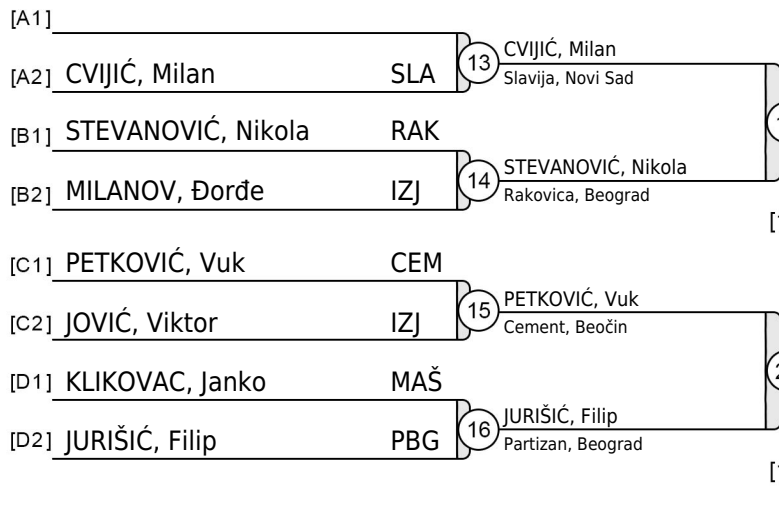 [A1]
[A2] CVIJIĆ, Milan SLA
13
CVIJIĆ, Milan
Slavija, Novi Sad
[B1] STEVANOVIĆ, Nikola RAK
[B2] MILANOV, Đorđe IZJ
14
STEVANOVIĆ, Nikola
Rakovica, Beograd
[C1] PETKOVIĆ, Vuk CEM
[C2] JOVIĆ, Viktor IZJ
15
PETKOVIĆ, Vuk
Cement, Beočin
[D1] KLIKOVAC, Janko MAŠ
[D2] JURIŠIĆ, Filip PBG
16
JURIŠIĆ, Filip
Partizan, Beograd